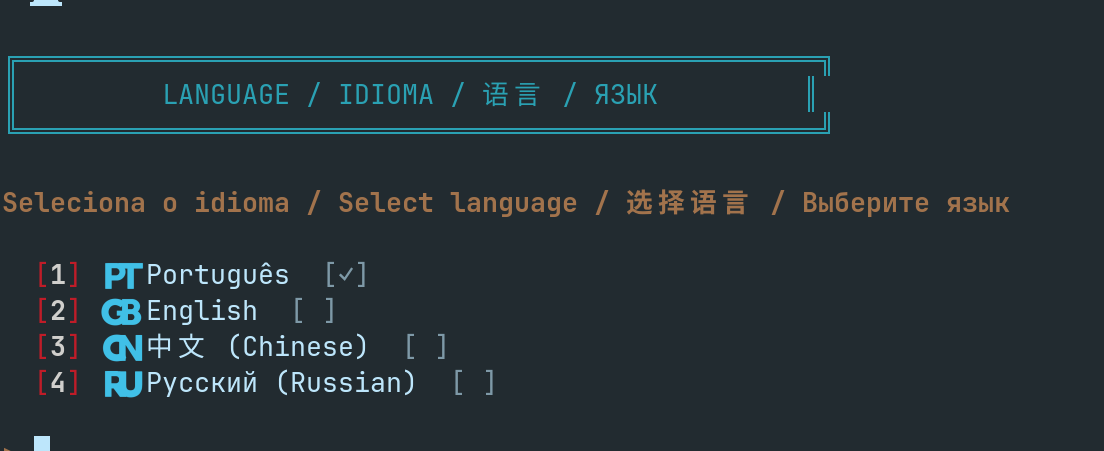 LANGUAGE / IDIOMA / 语言 / ЯЗЫК
Seleciona o idioma / Select language / 选择语言 / Выберите язык
[1] PT Português [✓]
[2] GB English [ ]
[3] CN 中文 (Chinese) [ ]
[4] RU Русский (Russian) [ ]